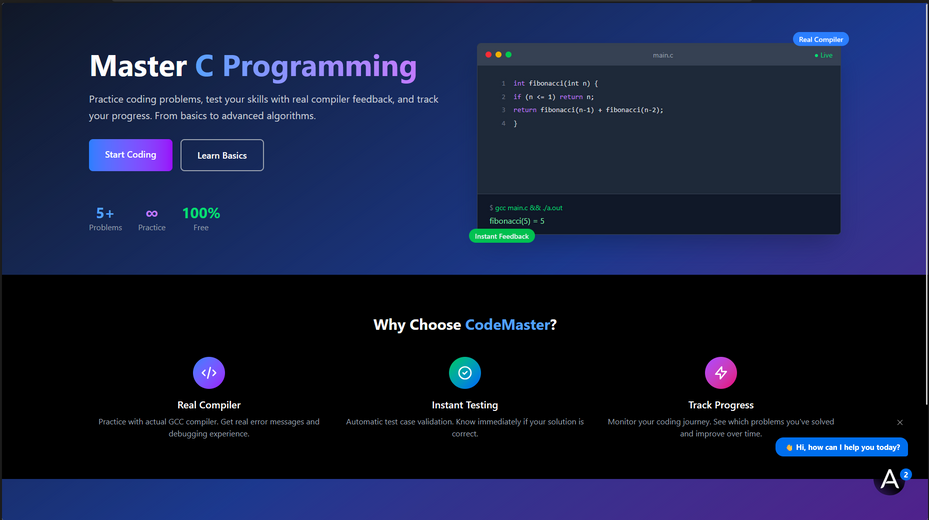 Master C Programming
Practice coding problems, test your skills with real compiler feedback, and track
your progress. From basics to advanced algorithms.
Start Coding
Learn Basics
5+
Problems
∞
Practice
100%
Free
Real Compiler
main.c
● Live
1 int fibonacci(int n) {
2 if (n <= 1) return n;
3 return fibonacci(n-1) + fibonacci(n-2);
4 }
$ gcc main.c && ./a.out
fibonacci(5) = 5
Instant Feedback
Why Choose CodeMaster?
Real Compiler
Practice with actual GCC compiler. Get real error messages and
debugging experience.
Instant Testing
Automatic test case validation. Know immediately if your solution is
correct.
Track Progress
Monitor your coding journey. See which problems you've solved
and improve over time.
👋 Hi, how can I help you today?
A
2